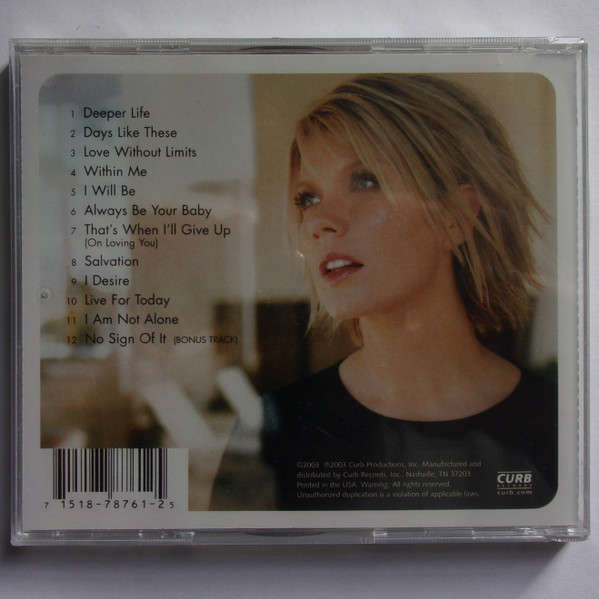 1 Deeper Life
2 Days Like These
3 Love Without Limits
4 Within Me
5 I Will Be
6 Always Be Your Baby
7 That's When I'll Give Up
(On Loving You)
8 Salvation
9 I Desire
10 Live For Today
11 I Am Not Alone
12 No Sign Of It (BONUS TRACK)
©2003 ℗2003 Curb Productions, Inc. Manufactured and
distributed by Curb Records, Inc., Nashville, TN 37203.
Printed in the USA. Warning: All rights reserved.
Unauthorized duplication is a violation of applicable laws.
CURB
RECORDS
curb.com
7 1518-78761-2 5